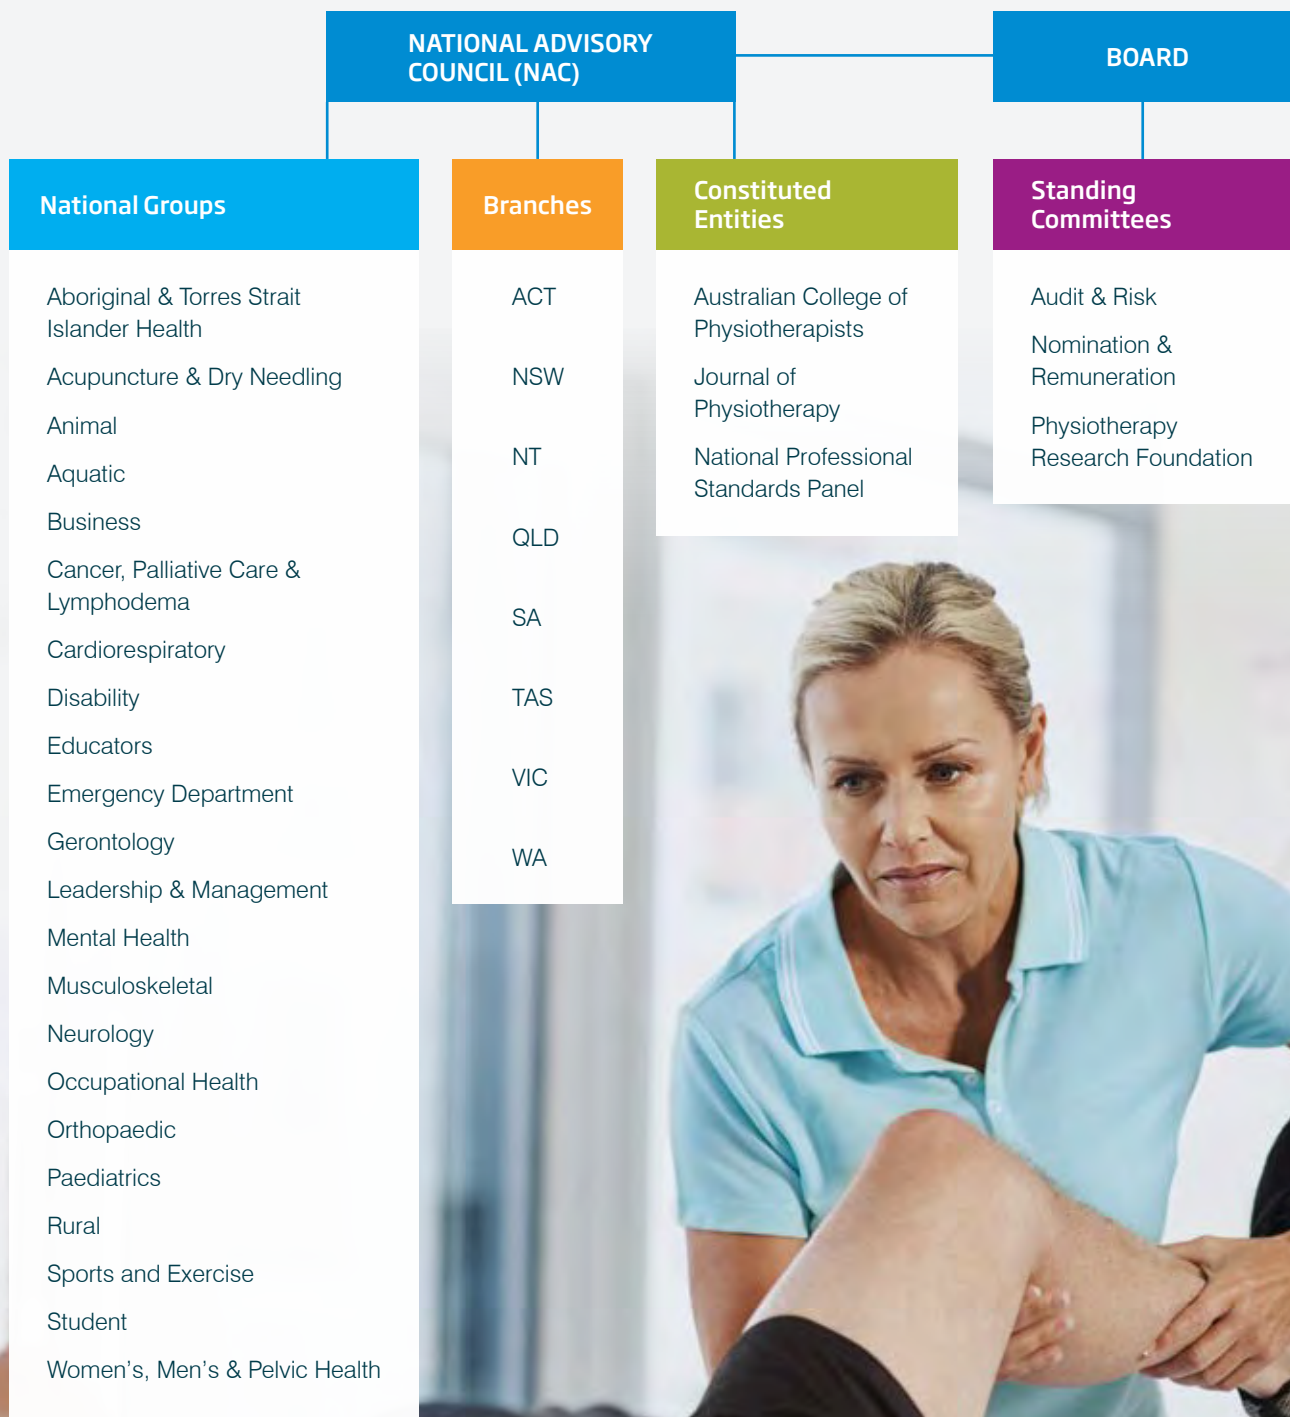 NATIONAL ADVISORY
COUNCIL (NAC)
BOARD
National Groups
Aboriginal & Torres Strait
Islander Health
Acupuncture & Dry Needling
Animal
Aquatic
Business
Cancer, Palliative Care &
Lymphodema
Cardiorespiratory
Disability
Educators
Emergency Department
Gerontology
Leadership & Management
Mental Health
Musculoskeletal
Neurology
Occupational Health
Orthopaedic
Paediatrics
Rural
Sports and Exercise
Student
Women's, Men's & Pelvic Health
Branches
ACT
NSW
NT
QLD
SA
TAS
VIC
WA
Constituted
Entities
Australian College of
Physiotherapists
Journal of
Physiotherapy
National Professional
Standards Panel
Standing
Committees
Audit & Risk
Nomination &
Remuneration
Physiotherapy
Research Foundation